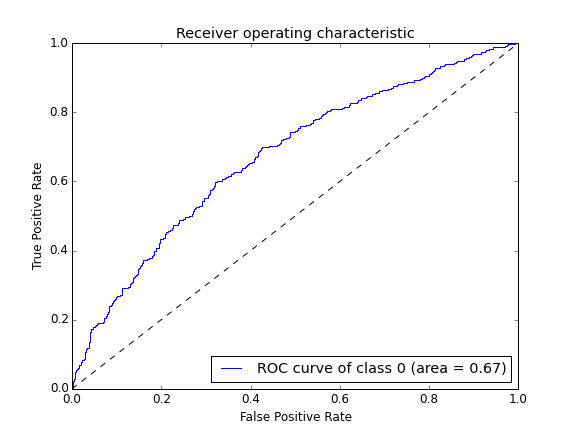 Receiver operating characteristic
1.0
0.8
0.6
0.4
0.2
0.0
True Positive Rate
ROC curve of class 0 (area = 0.67)
0.0 0.2 0.4 0.6 0.8 1.0
False Positive Rate